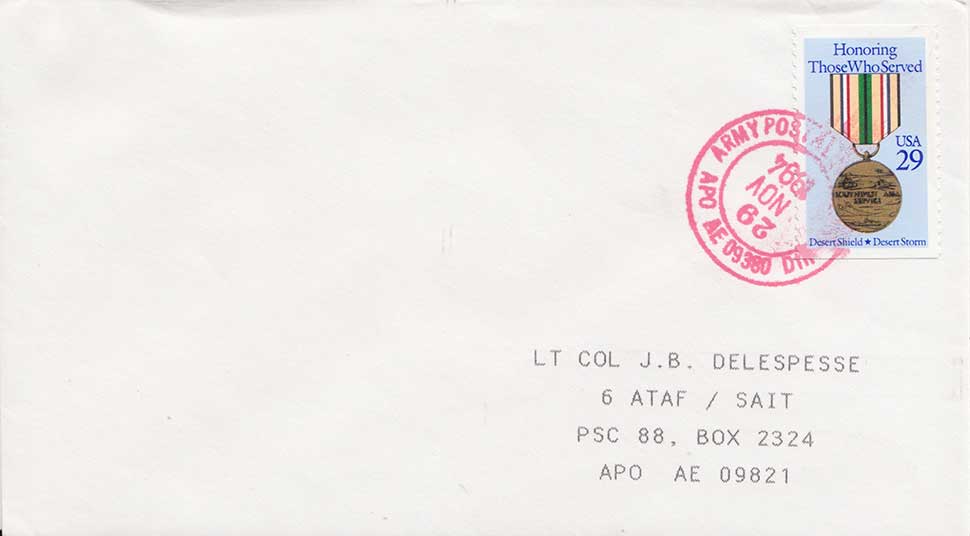 Honoring
Those Who Served
USA
29
Desert Shield ★ Desert Storm
ARMY POSTAL
APO AE 09380
29
NOV
1994
LT COL J.B. DELESPESSE
6 ATAF / SAIT
PSC 88, BOX 2324
APO AE 09821